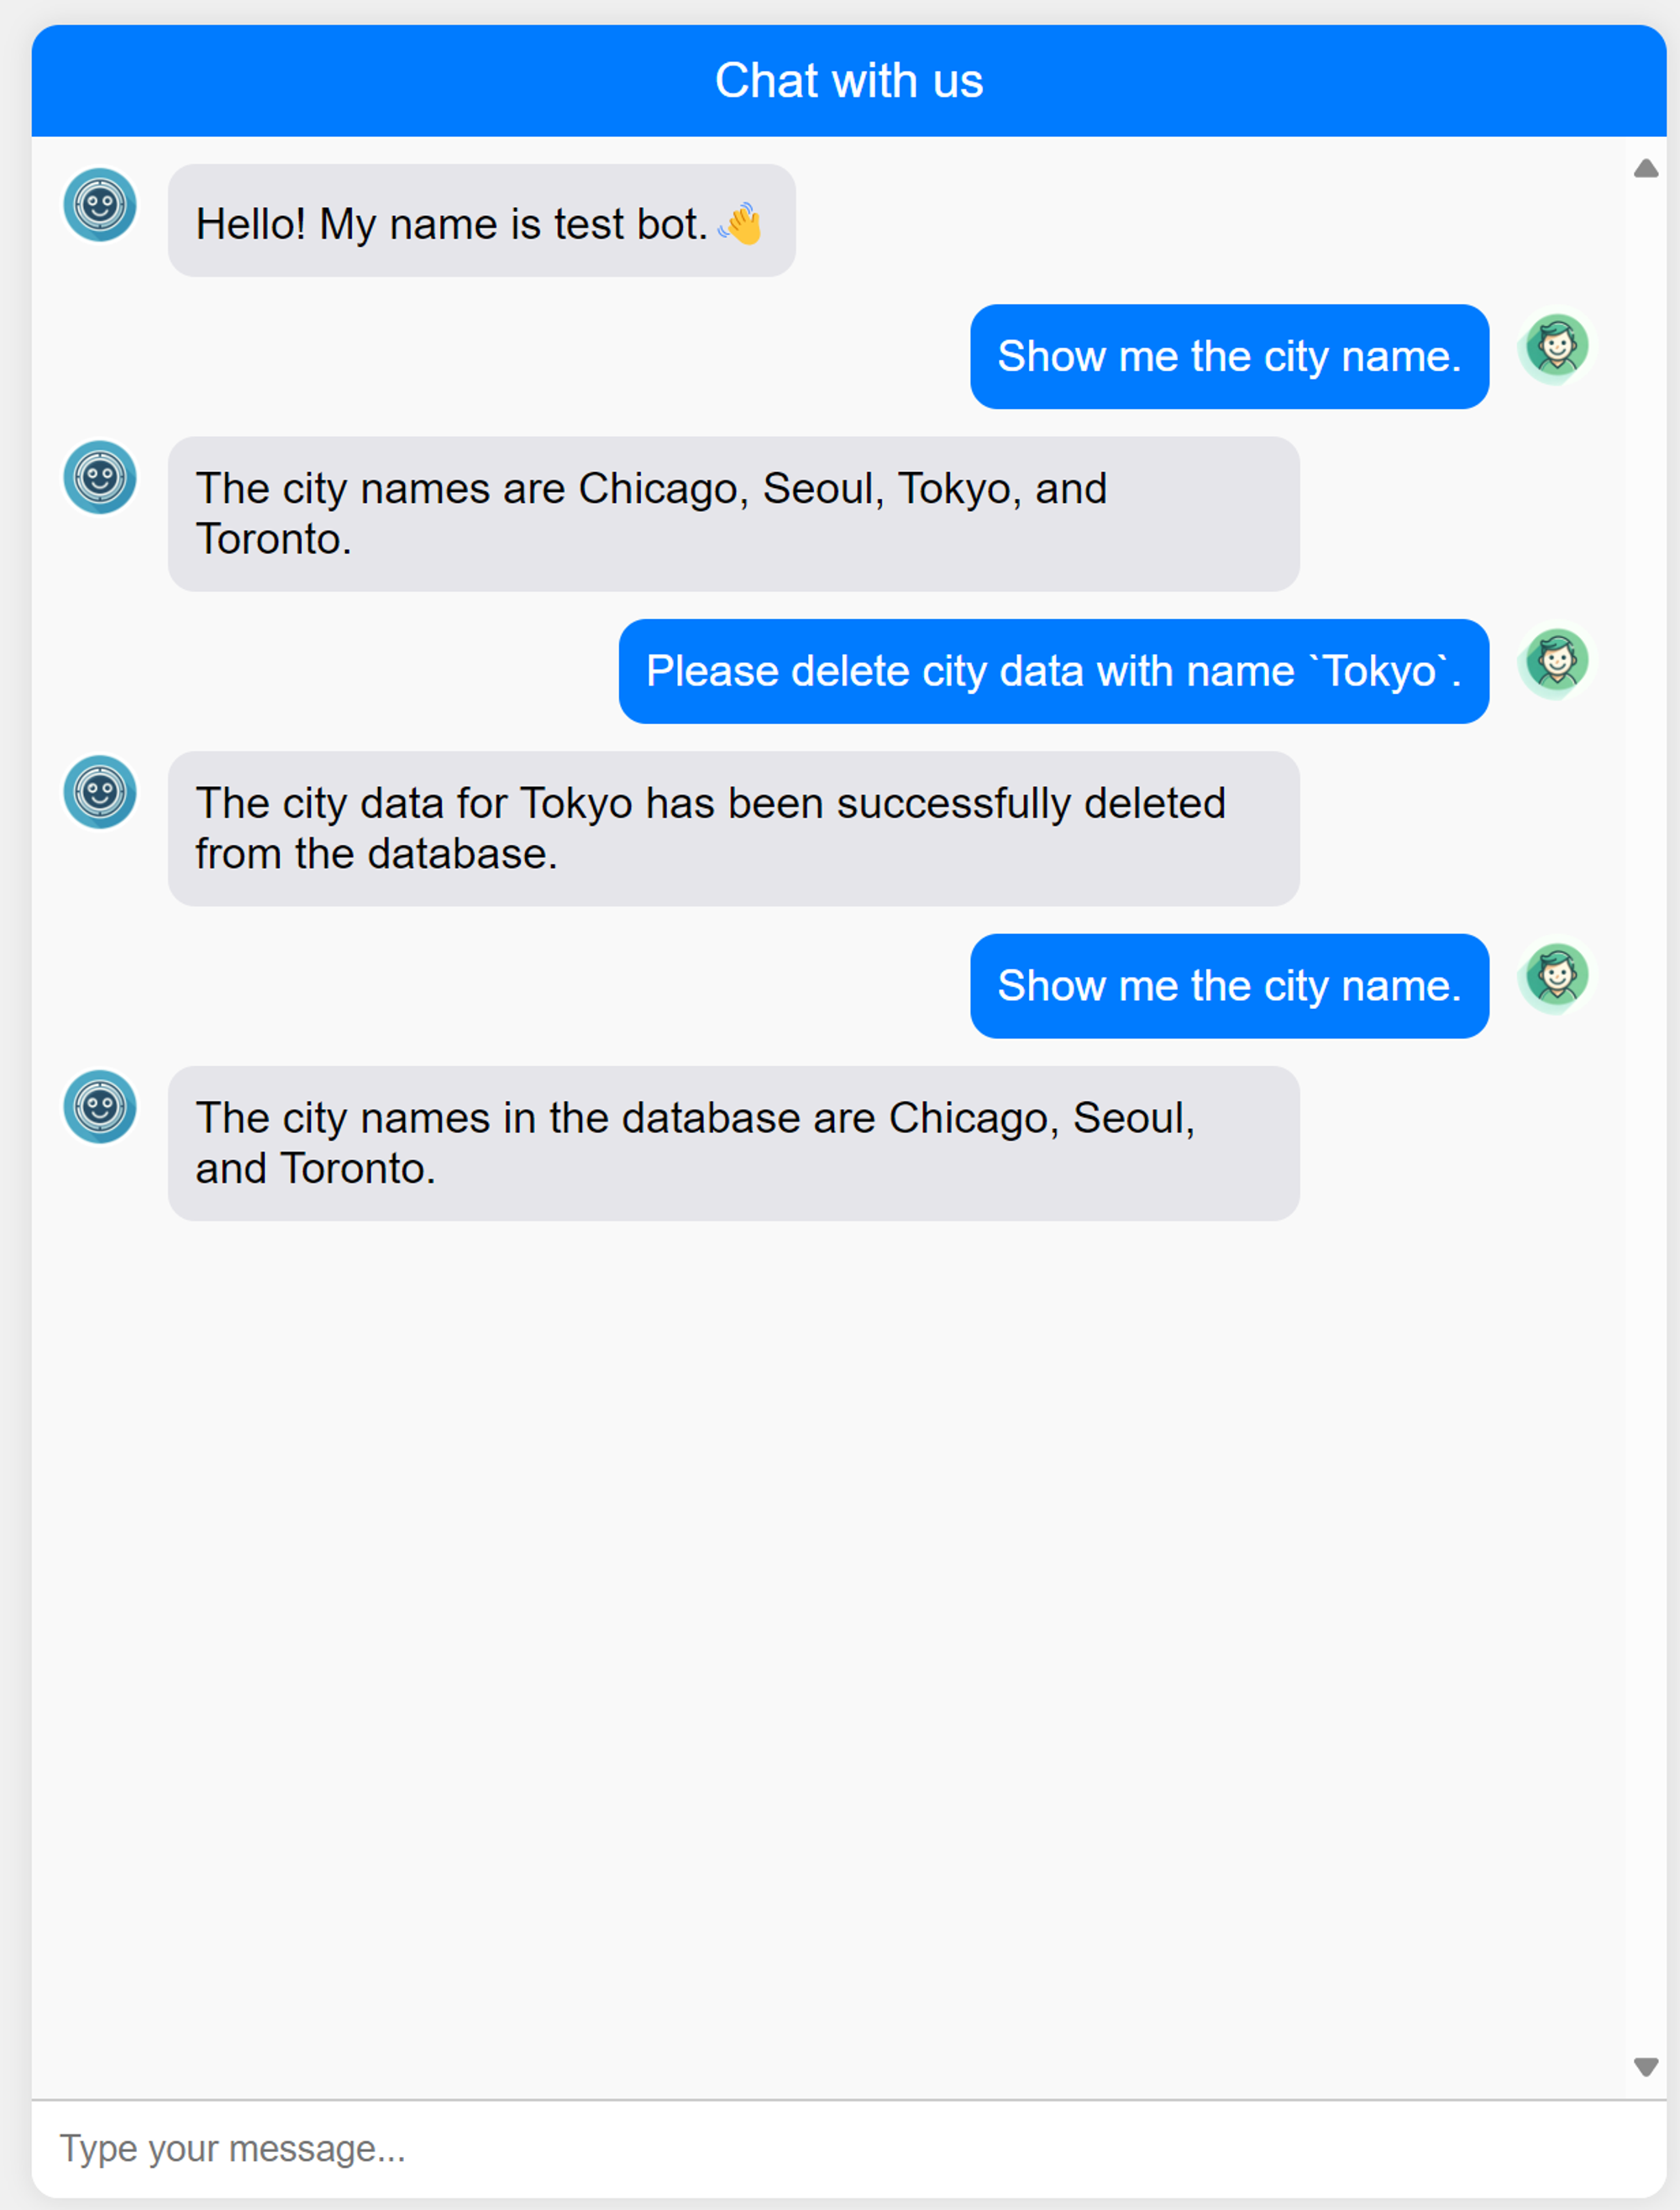 Chat with us
Hello! My name is test bot. 👋
Show me the city name.
The city names are Chicago, Seoul, Tokyo, and
Toronto.
Please delete city data with name `Tokyo`.
The city data for Tokyo has been successfully deleted
from the database.
Show me the city name.
The city names in the database are Chicago, Seoul,
and Toronto.
Type your message...